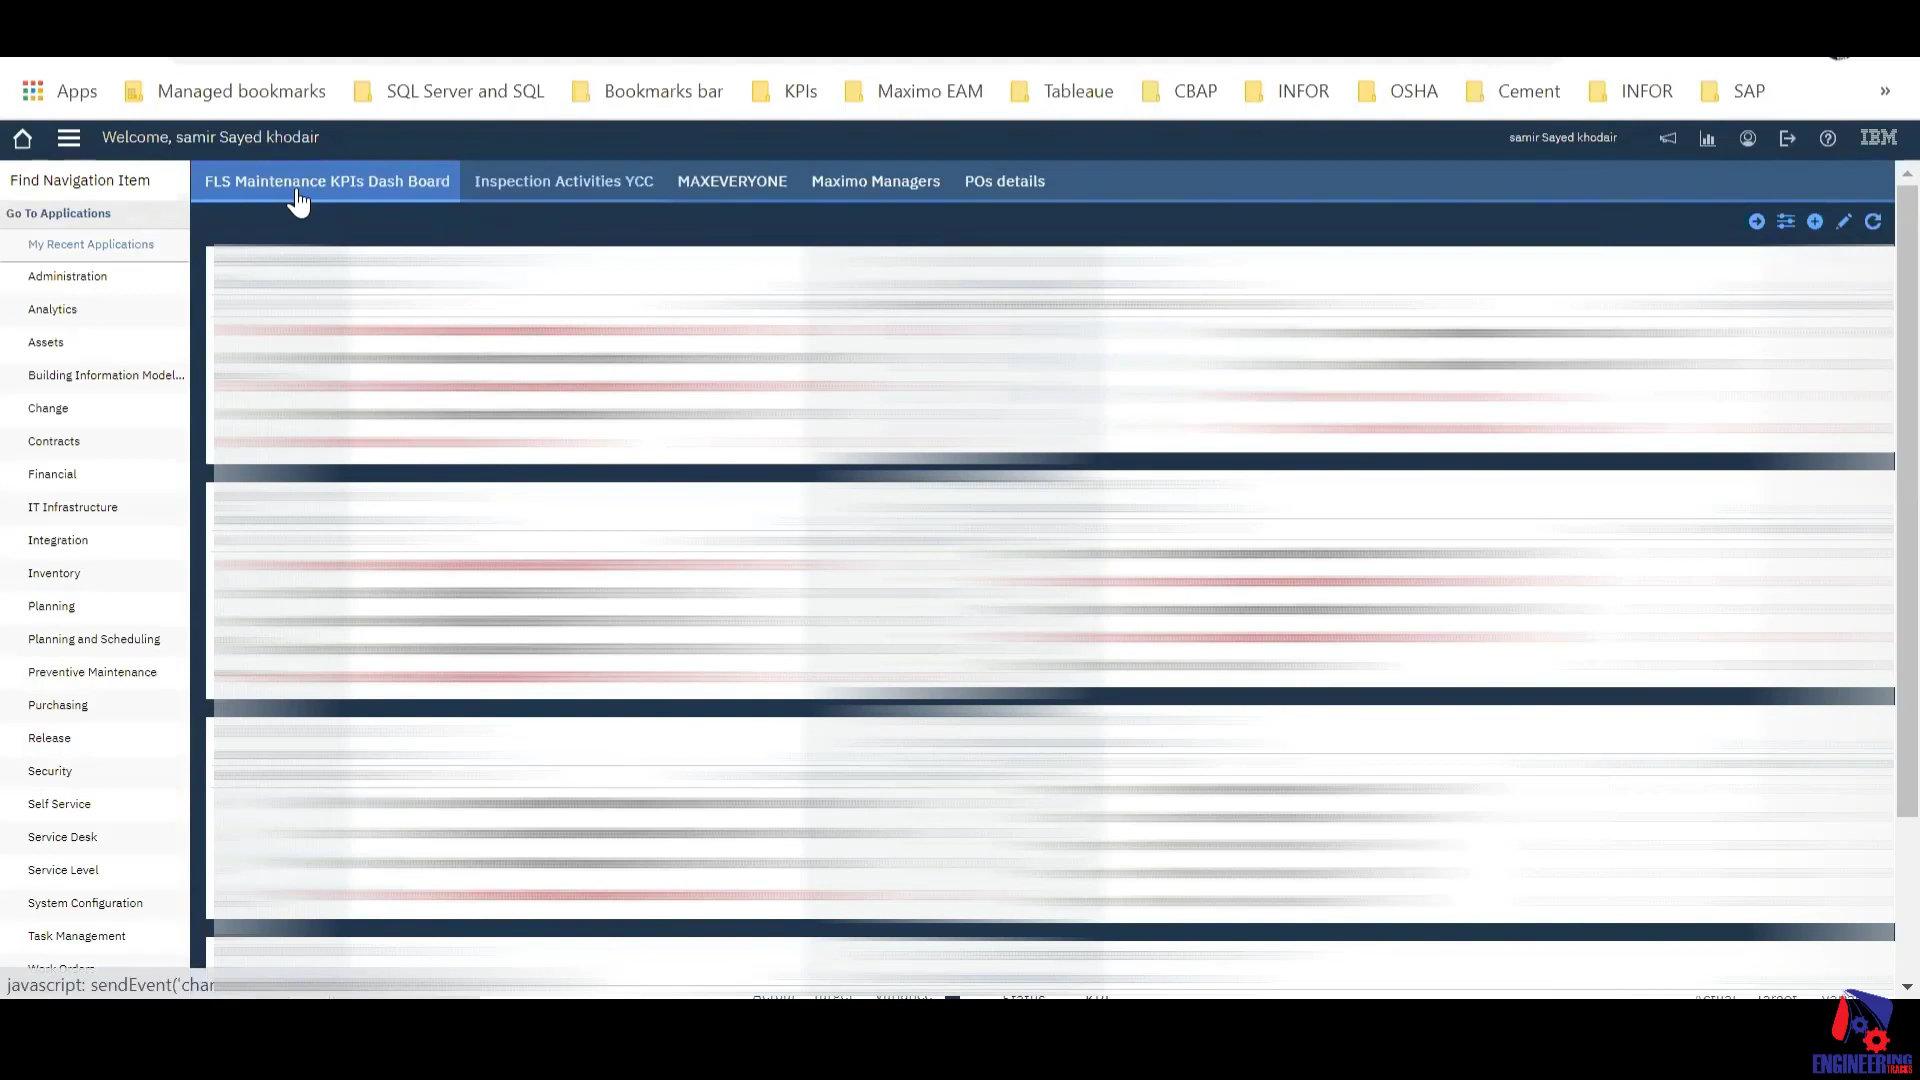 Apps Managed bookmarks SQL Server and SQL Bookmarks bar KPIs Maximo EAM Tableaue CBAP INFOR OSHA Cement INFOR SAP »
Welcome, samir Sayed khodair samir Sayed khodair IBM
Find Navigation Item
FLS Maintenance KPIs Dash Board Inspection Activities YCC MAXEVERYONE Maximo Managers POs details
Go To Applications
My Recent Applications
Administration
Analytics
Assets
Building Information Model...
Change
Contracts
Financial
IT Infrastructure
Integration
Inventory
Planning
Planning and Scheduling
Preventive Maintenance
Purchasing
Release
Security
Self Service
Service Desk
Service Level
System Configuration
Task Management
Work Orders
javascript: sendEvent('char
ENGINEERING
TRACKS